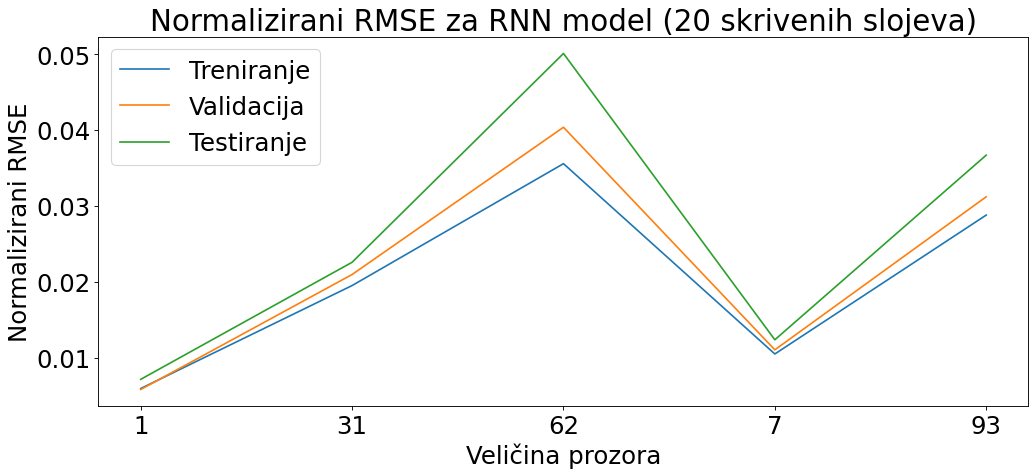 Normalizirani RMSE za RNN model (20 skrivenih slojeva)
Treniranje
Validacija
Testiranje
Normalizirani RMSE
0.05
0.04
0.03
0.02
0.01
1 31 62 7 93
Veličina prozora